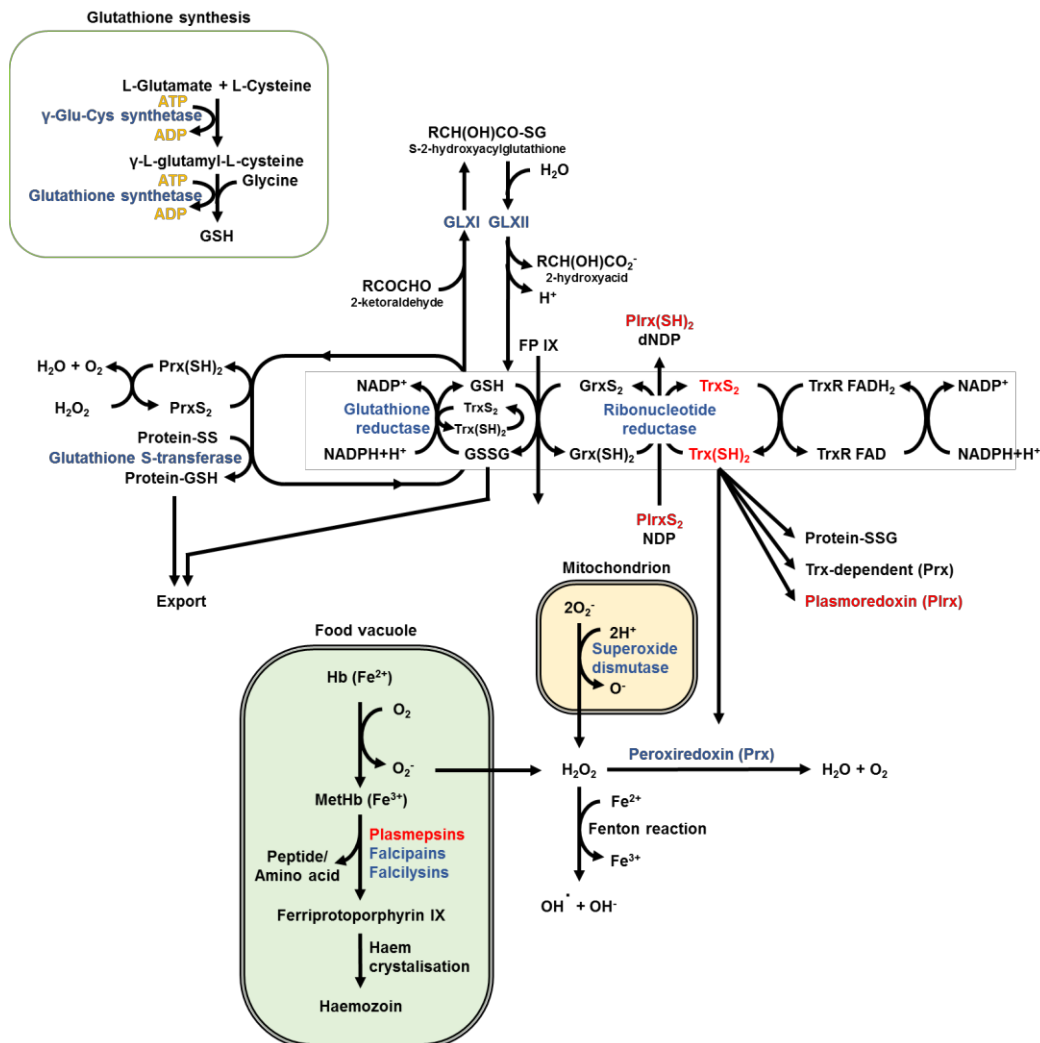 Glutathione synthesis
L-Glutamate + L-Cysteine
ATP
γ-Glu-Cys synthetase
ADP
γ-L-glutamyl-L-cysteine
ATP
Glycine
Glutathione synthetase
ADP
GSH
RCH(OH)CO-SG
S-2-hydroxyacylglutathione
H₂O
GLXI GLXII
RCOCHO
2-ketoraldehyde
RCH(OH)CO₂⁻
2-hydroxyacid
H⁺
FP IX
Plrx(SH)₂
dNDP
H₂O + O₂
Prx(SH)₂
H₂O₂
PrxS₂
Protein-SS
Glutathione S-transferase
Protein-GSH
NADP⁺
GSH
GrxS₂
TrxS₂
TrxR FADH₂
NADP⁺
Glutathione
reductase
TrxS₂
Trx(SH)₂
Ribonucleotide
reductase
NADPH+H⁺
GSSG
Grx(SH)₂
Trx(SH)₂
TrxR FAD
NADPH+H⁺
PlrxS₂
NDP
Protein-SSG
Trx-dependent (Prx)
Plasmoredoxin (Plrx)
Export
Mitochondrion
2O₂⁻
2H⁺
Superoxide
dismutase
O⁻
Food vacuole
Hb (Fe²⁺)
O₂
O₂⁻
MetHb (Fe³⁺)
Plasmepsins
Falcipains
Falcilysins
Peptide/
Amino acid
Ferriprotoporphyrin IX
Haem
crystalisation
Haemozoin
H₂O₂
Peroxiredoxin (Prx)
H₂O + O₂
Fe²⁺
Fenton reaction
Fe³⁺
OH˙ + OH⁻